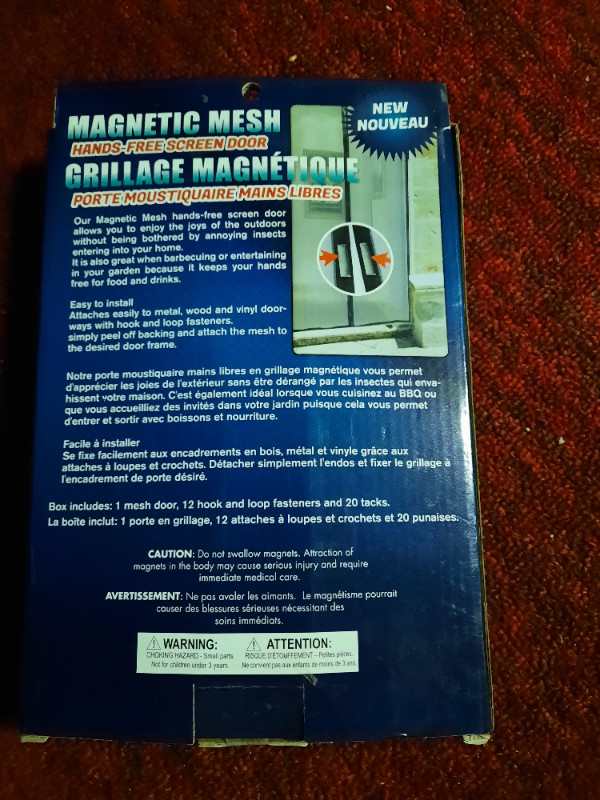 MAGNETIC MESH
HANDS-FREE SCREEN DOOR
GRILLAGE MAGNÉTIQUE
PORTE MOUSTIQUAIRE MAINS LIBRES
NEW
NOUVEAU
Our Magnetic Mesh hands-free screen door
allows you to enjoy the joys of the outdoors
without being bothered by annoying insects
entering into your home.
It is also great when barbecuing or entertaining
in your garden because it keeps your hands
free for food and drinks.
Easy to install
Attaches easily to metal, wood and vinyl door-
ways with hook and loop fasteners.
simply peel off backing and attach the mesh to
the desired door frame.
Notre porte moustiquaire mains libres en grillage magnétique vous permet
d'apprécier les joies de l'extérieur sans être dérangé par les insectes qui enva-
hissent votre maison. C'est également idéal lorsque vous cuisinez au BBQ ou
que vous accueilliez des invités dans votre jardin puisque cela vous permet
d'entrer et sortir avec boissons et nourriture.
Facile à installer
Se fixe facilement aux encadrements en bois, métal et vinyle grâce aux
attaches à loupes et crochets. Détacher simplement l'endos et fixer le grillage à
l'encadrement de porte désiré.
Box includes: 1 mesh door, 12 hook and loop fasteners and 20 tacks.
La boîte inclut: 1 porte en grillage, 12 attaches à loupes et crochets et 20 punaises.
CAUTION: Do not swallow magnets. Attraction of
magnets in the body may cause serious injury and require
immediate medical care.
AVERTISSEMENT: Ne pas avaler les aimants. Le magnétisme pourrait
causer des blessures sérieuses nécessitant des
soins immédiats.
WARNING:
CHOKING HAZARD - Small parts
Not for children under 3 years
ATTENTION:
RISQUE D'ÉTOUFFEMENT - Petites pièces.
Ne convient pas aux enfants de moins de 3 ans.